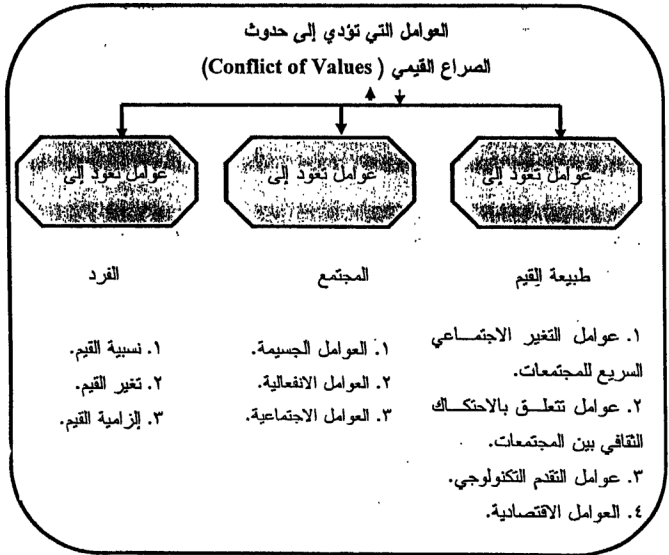 العوامل التي تؤدي إلى حدوث
الصراع القيمي ( Conflict of Values)
عوامل تعود إلى
عوامل تعود إلى
عوامل تعود إلى
طبيعة القيم
المجتمع
الفرد
١. عوامل التغير الاجتماعي
السريع للمجتمعات.
٢. عوامل تتعلق بالاحتكاك
الثقافي بين المجتمعات.
٣. عوامل التقدم التكنولوجي.
٤. العوامل الاقتصادية.
١. العوامل الجسيمة.
٢. العوامل الانفعالية.
٣. العوامل الاجتماعية.
١. نسبية القيم.
٢. تغير القيم.
٣. إلزامية القيم.